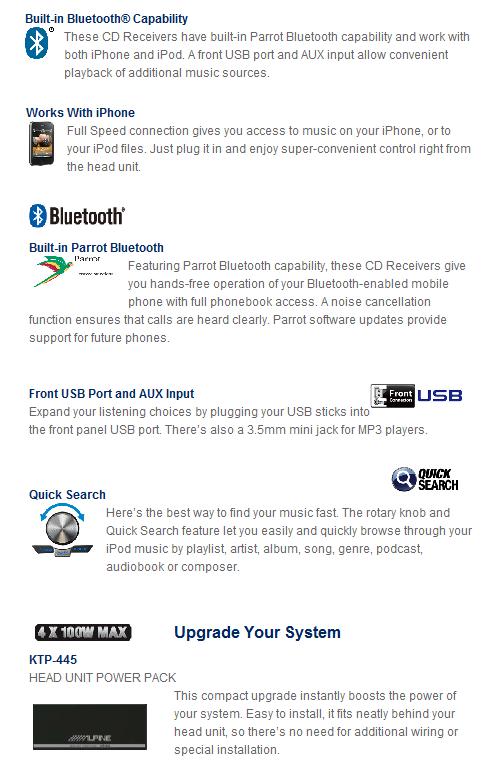 Built-in Bluetooth® Capability
These CD Receivers have built-in Parrot Bluetooth capability and work with
both iPhone and iPod. A front USB port and AUX input allow convenient
playback of additional music sources.
Works With iPhone
Full Speed connection gives you access to music on your iPhone, or to
your iPod files. Just plug it in and enjoy super-convenient control right from
the head unit.
Bluetooth®
Built-in Parrot Bluetooth
Parrot
Featuring Parrot Bluetooth capability, these CD Receivers give
you hands-free operation of your Bluetooth-enabled mobile
phone with full phonebook access. A noise cancellation
function ensures that calls are heard clearly. Parrot software updates provide
support for future phones.
Front USB Port and AUX Input
Front
Connection
USB
Expand your listening choices by plugging your USB sticks into
the front panel USB port. There's also a 3.5mm mini jack for MP3 players.
QUICK
SEARCH
Quick Search
Here's the best way to find your music fast. The rotary knob and
Quick Search feature let you easily and quickly browse through your
iPod music by playlist, artist, album, song, genre, podcast,
audiobook or composer.
4 X 100W MAX
Upgrade Your System
KTP-445
HEAD UNIT POWER PACK
This compact upgrade instantly boosts the power of
your system. Easy to install, it fits neatly behind your
head unit, so there's no need for additional wiring or
special installation.
ALPINE